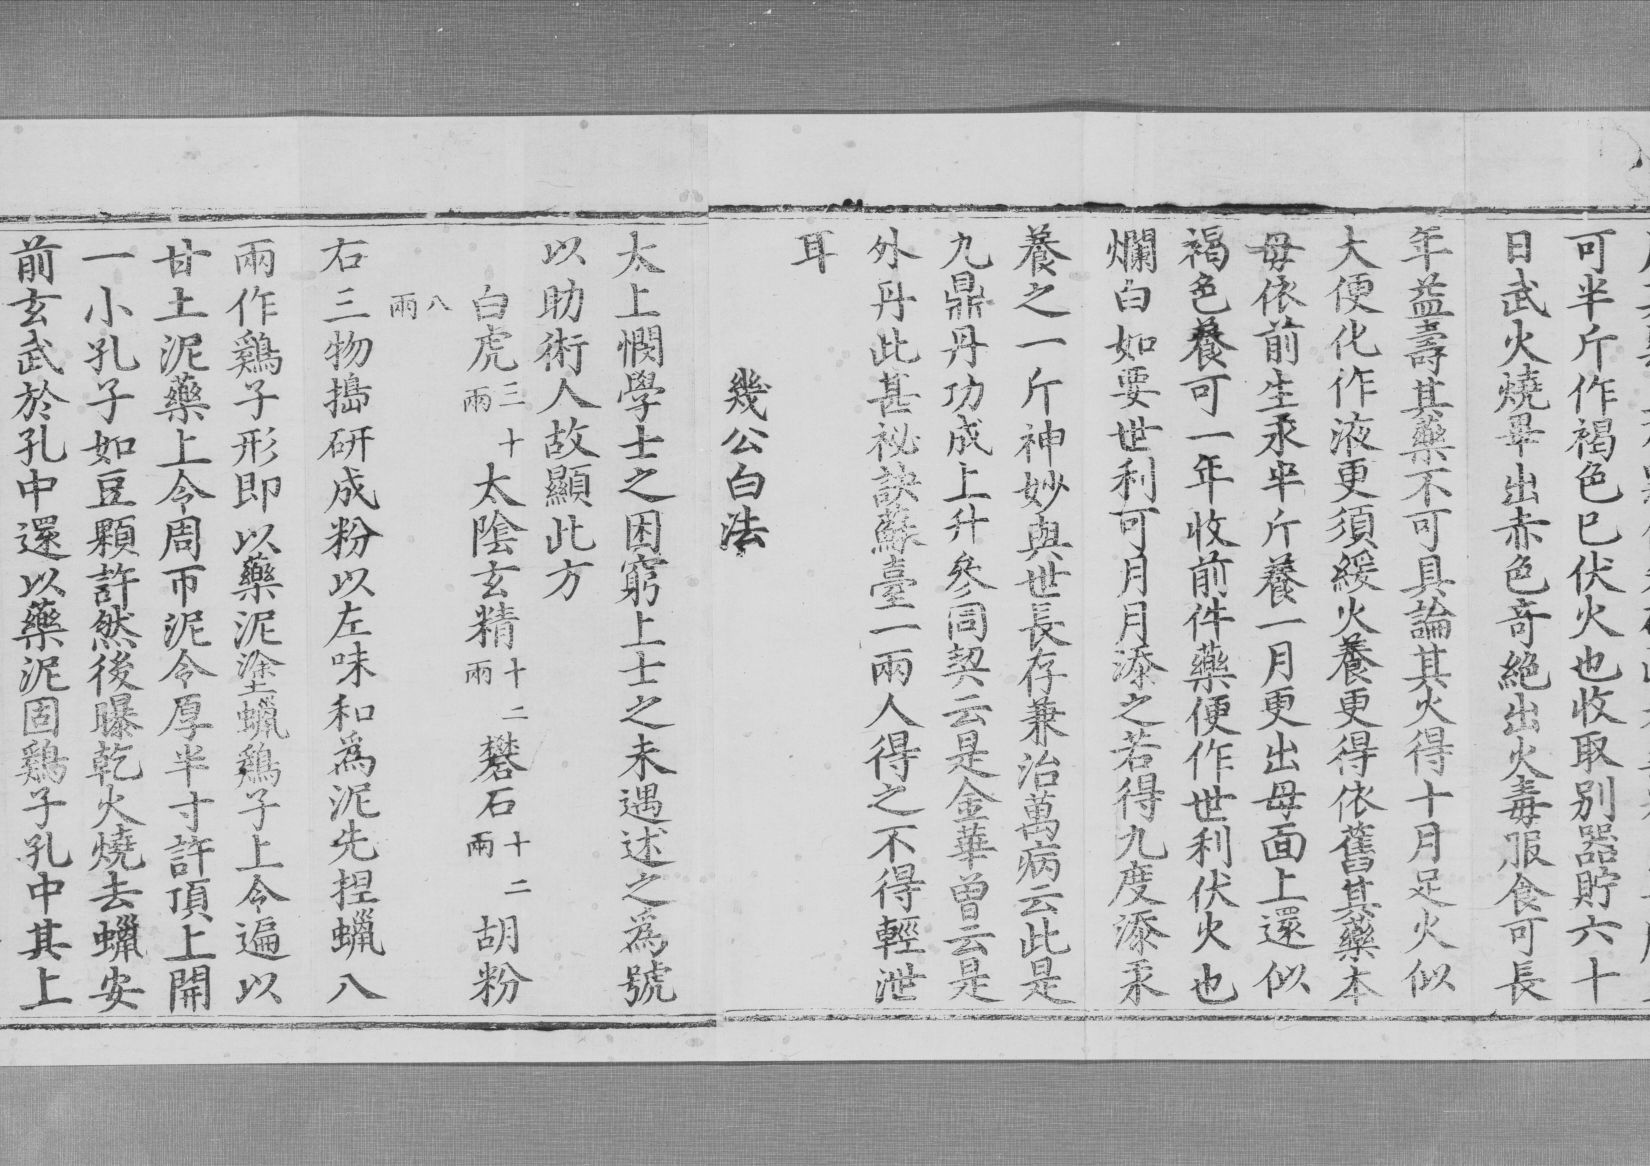 可半斤作褐色巳伏火也收取別器貯六十
日武火燒畢出赤色竒絕出火毒服食可長
年益壽其藥不可具論其火得十月足火似
大便化作液更須緩火養更得依舊其藥本
母依前生汞半斤養一月更出母面上還似
褐色養可一年收前件藥便作世利伏火也
爛白如要世利可月月添之若得九度添汞
養之一斤神妙與世長存兼治萬病云此是
九鼎丹功成上升參同契云是金華曽云是
外丹此甚祕訣蘇臺一兩人得之不得輕泄
耳
幾公白法
太上憫學士之困窮上士之未遇述之爲號
以助術人故顯此方
白虎三十兩太陰玄精十二兩礬石十二兩胡粉
八兩
右三物搗研成粉以左味和爲泥先捏蠟八
兩作鷄子形即以藥泥塗蠟鷄子上令遍以
甘土泥藥上令周帀泥令厚半寸許頂上開
一小孔子如豆顆許然後曝乾火燒去蠟安
前玄武於孔中還以藥泥固鷄子孔中其上